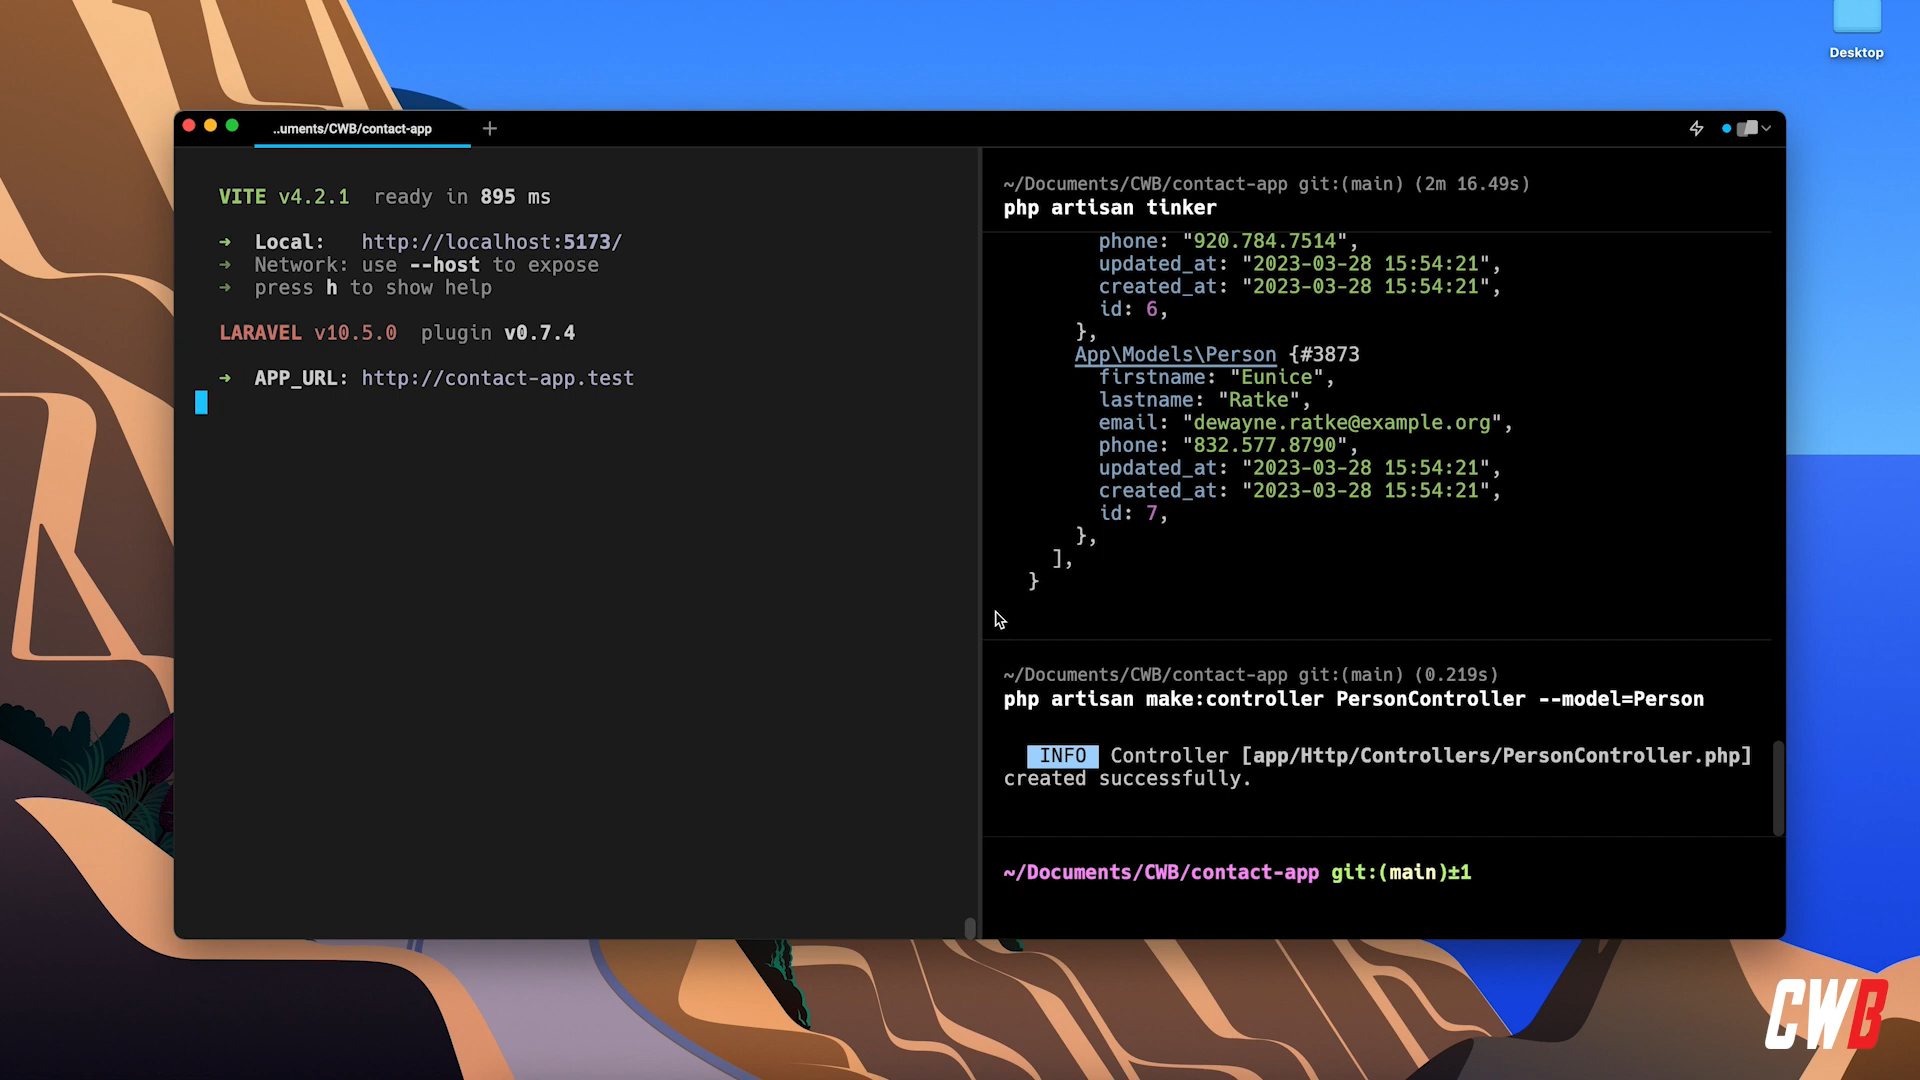 Desktop
..uments/CWB/contact-app
VITE v4.2.1 ready in 895 ms
➜ Local: http://localhost:5173/
➜ Network: use --host to expose
➜ press h to show help
LARAVEL v10.5.0 plugin v0.7.4
➜ APP_URL: http://contact-app.test
~/Documents/CWB/contact-app git:(main) (2m 16.49s)
php artisan tinker
phone: "920.784.7514",
updated_at: "2023-03-28 15:54:21",
created_at: "2023-03-28 15:54:21",
id: 6,
},
App\Models\Person {#3873
firstname: "Eunice",
lastname: "Ratke",
email: "dewayne.ratke@example.org",
phone: "832.577.8790",
updated_at: "2023-03-28 15:54:21",
created_at: "2023-03-28 15:54:21",
id: 7,
},
],
}
~/Documents/CWB/contact-app git:(main) (0.219s)
php artisan make:controller PersonController --model=Person
INFO Controller [app/Http/Controllers/PersonController.php]
created successfully.
~/Documents/CWB/contact-app git:(main)±1
CWB